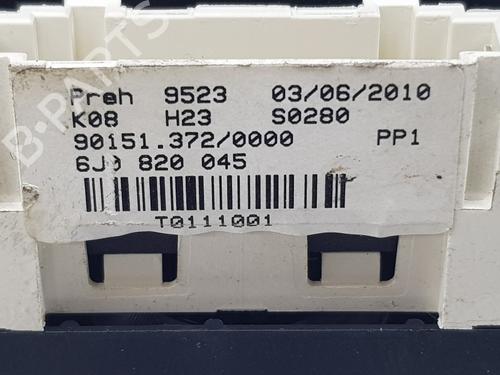 Preh 9523 03/06/2010
K08 H23 S0280
90151.372/0000 PP1
6J0 820 045
T0111001
B-PARTS